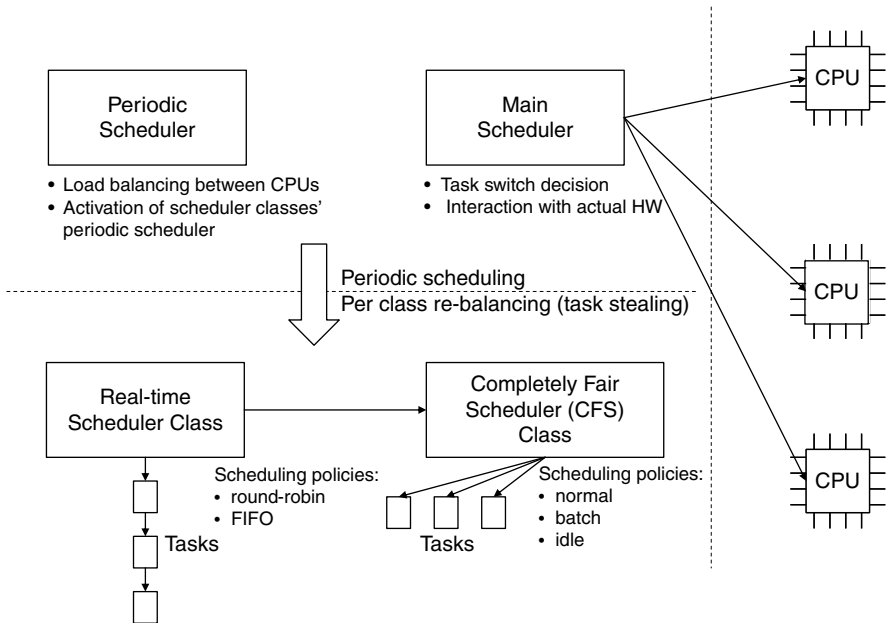 Periodic
Scheduler
• Load balancing between CPUs
• Activation of scheduler classes'
periodic scheduler
Main
Scheduler
• Task switch decision
• Interaction with actual HW
CPU
CPU
CPU
Periodic scheduling
Per class re-balancing (task stealing)
Real-time
Scheduler Class
Scheduling policies:
• round-robin
• FIFO
Tasks
Completely Fair
Scheduler (CFS)
Class
Scheduling policies:
• normal
• batch
• idle
Tasks